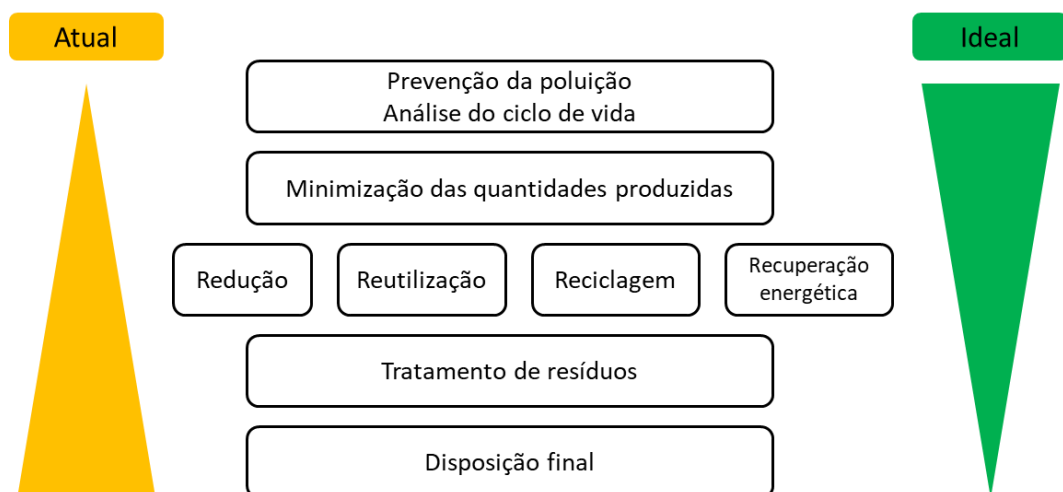 Atual
Ideal
Prevenção da poluição
Análise do ciclo de vida
Minimização das quantidades produzidas
Redução
Reutilização
Reciclagem
Recuperação
energética
Tratamento de resíduos
Disposição final